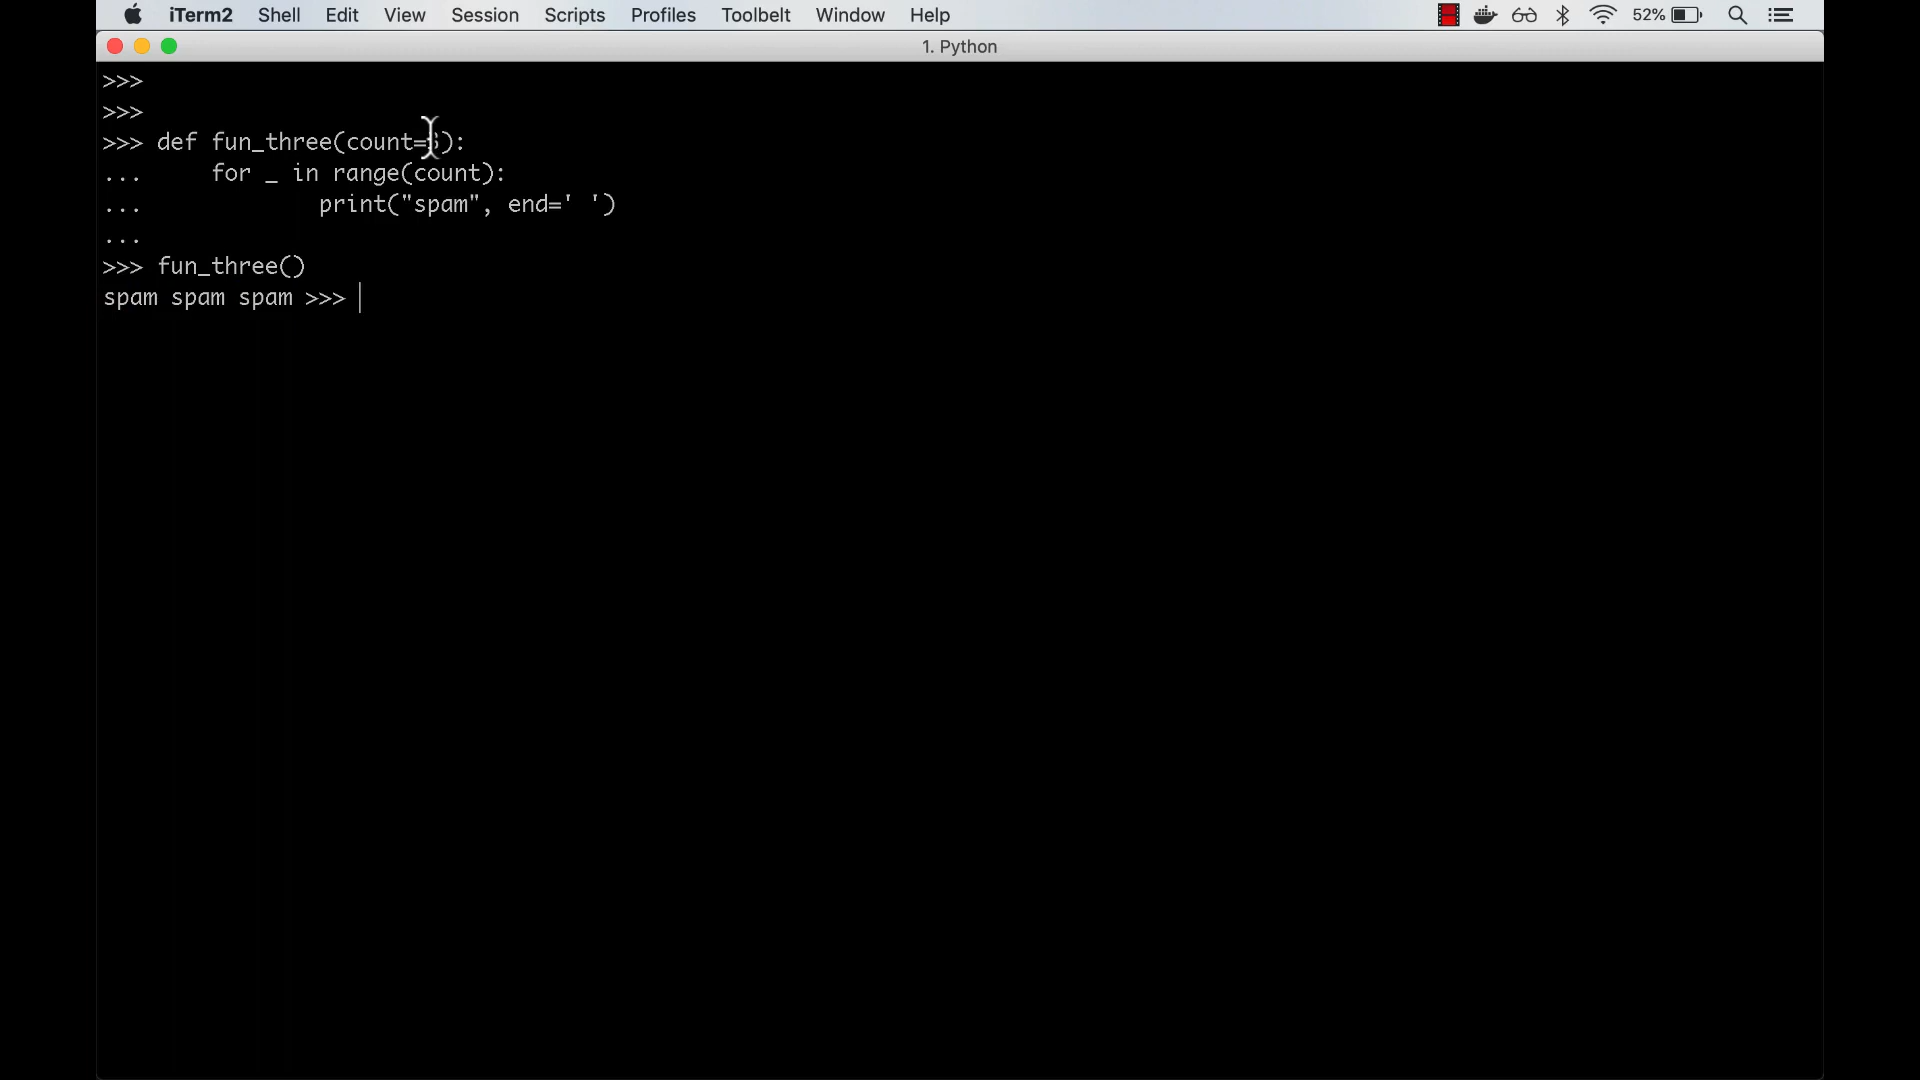 iTerm2 Shell Edit View Session Scripts Profiles Toolbelt Window Help 52%
1. Python
>>>
>>>
>>> def fun_three(count=3):
...     for _ in range(count):
...             print("spam", end=' ')
...
>>> fun_three()
spam spam spam >>>